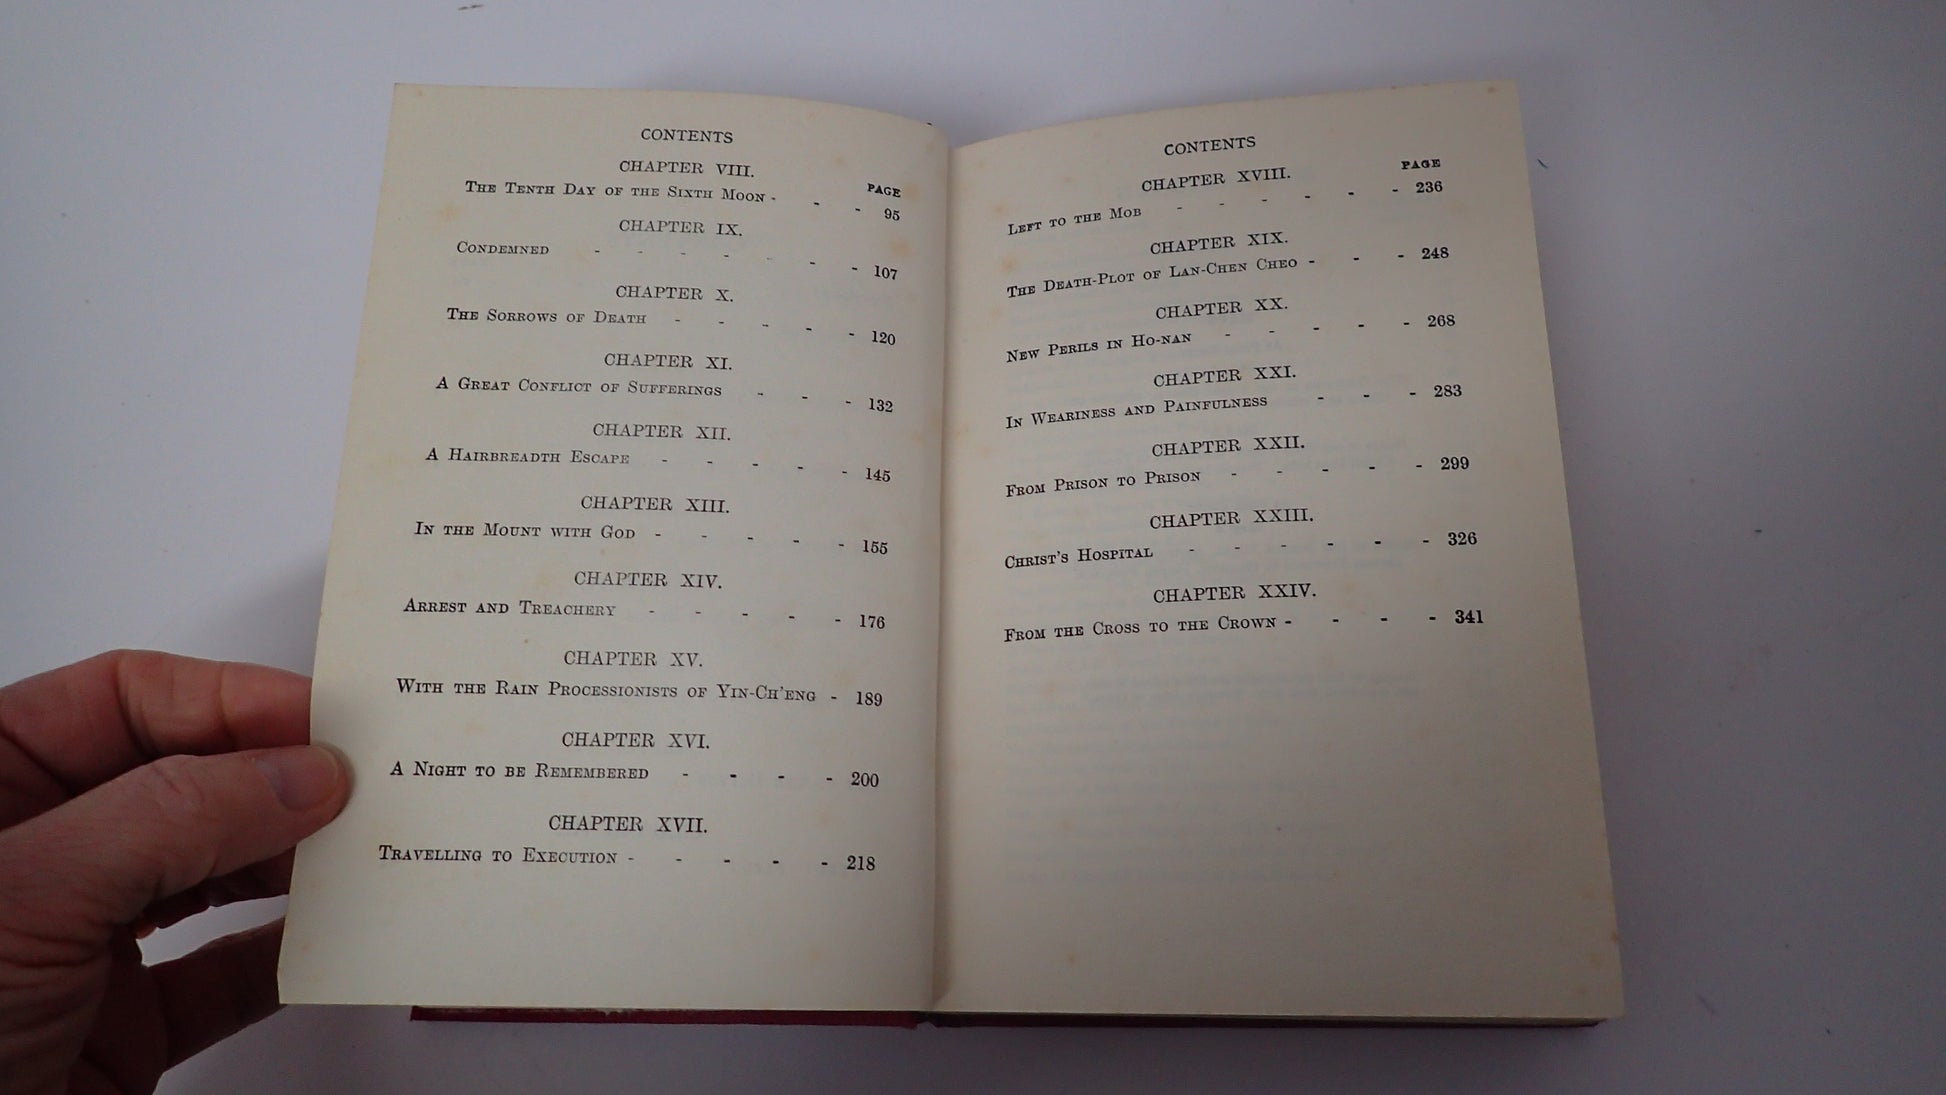 CONTENTS
CHAPTER VIII.
PAGE
The Tenth Day of the Sixth Moon - - - 95
CHAPTER IX.
Condemned - - - - - - - 107
CHAPTER X.
The Sorrows of Death - - - - - 120
CHAPTER XI.
A Great Conflict of Sufferings - - - 132
CHAPTER XII.
A Hairbreadth Escape - - - - - 145
CHAPTER XIII.
In the Mount with God - - - - - 155
CHAPTER XIV.
Arrest and Treachery - - - - - 176
CHAPTER XV.
With the Rain Processionists of Yin-Ch'eng - 189
CHAPTER XVI.
A Night to be Remembered - - - - 200
CHAPTER XVII.
Travelling to Execution - - - - - 218
CONTENTS
CHAPTER XVIII.
PAGE
Left to the Mob - - - - - - 236
CHAPTER XIX.
The Death-Plot of Lan-Chen Cheo - - - 248
CHAPTER XX.
New Perils in Ho-nan - - - - - 268
CHAPTER XXI.
In Weariness and Painfulness - - - 283
CHAPTER XXII.
From Prison to Prison - - - - - 299
CHAPTER XXIII.
Christ's Hospital - - - - - - 326
CHAPTER XXIV.
From the Cross to the Crown - - - - 341